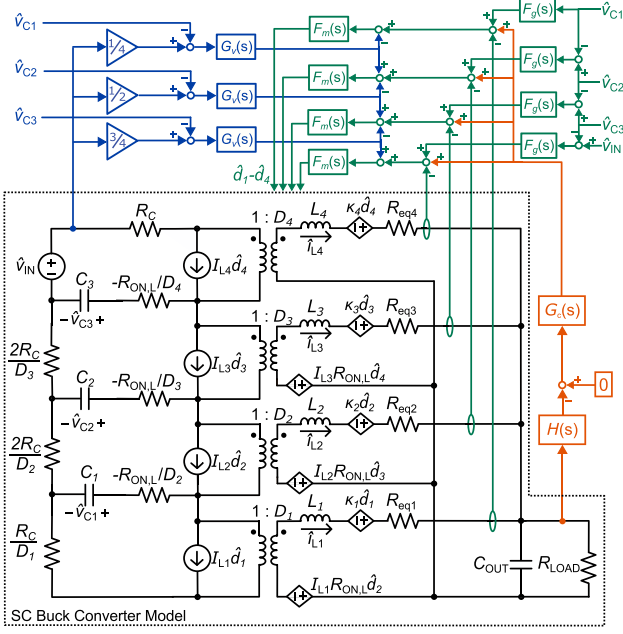 v̂C1 1/4 Gv(s) Fm(s) Fg(s) v̂C1
v̂C2 1/2 Gv(s) Fm(s) Fg(s) v̂C2
v̂C3 3/4 Gv(s) Fm(s) Fg(s) v̂C3
Fm(s) Fg(s) v̂IN
d̂1-d̂4
RC 1 : D4 L4 κ4d̂4 Req4
v̂IN IL4d̂4 îL4
C3 -RON,L/D4
-v̂C3+
Gc(s)
1 : D3 L3 κ3d̂3 Req3
2RC/D3 IL3d̂3 îL3
C2 -RON,L/D3 IL3RON,Ld̂4
0
-v̂C2+
1 : D2 L2 κ2d̂2 Req2
H(s)
2RC/D2 IL2d̂2 îL2
C1 -RON,L/D2 IL2RON,Ld̂3
-v̂C1+
1 : D1 L1 κ1d̂1 Req1
RC/D1 IL1d̂1 îL1
COUT RLOAD
IL1RON,Ld̂2
SC Buck Converter Model